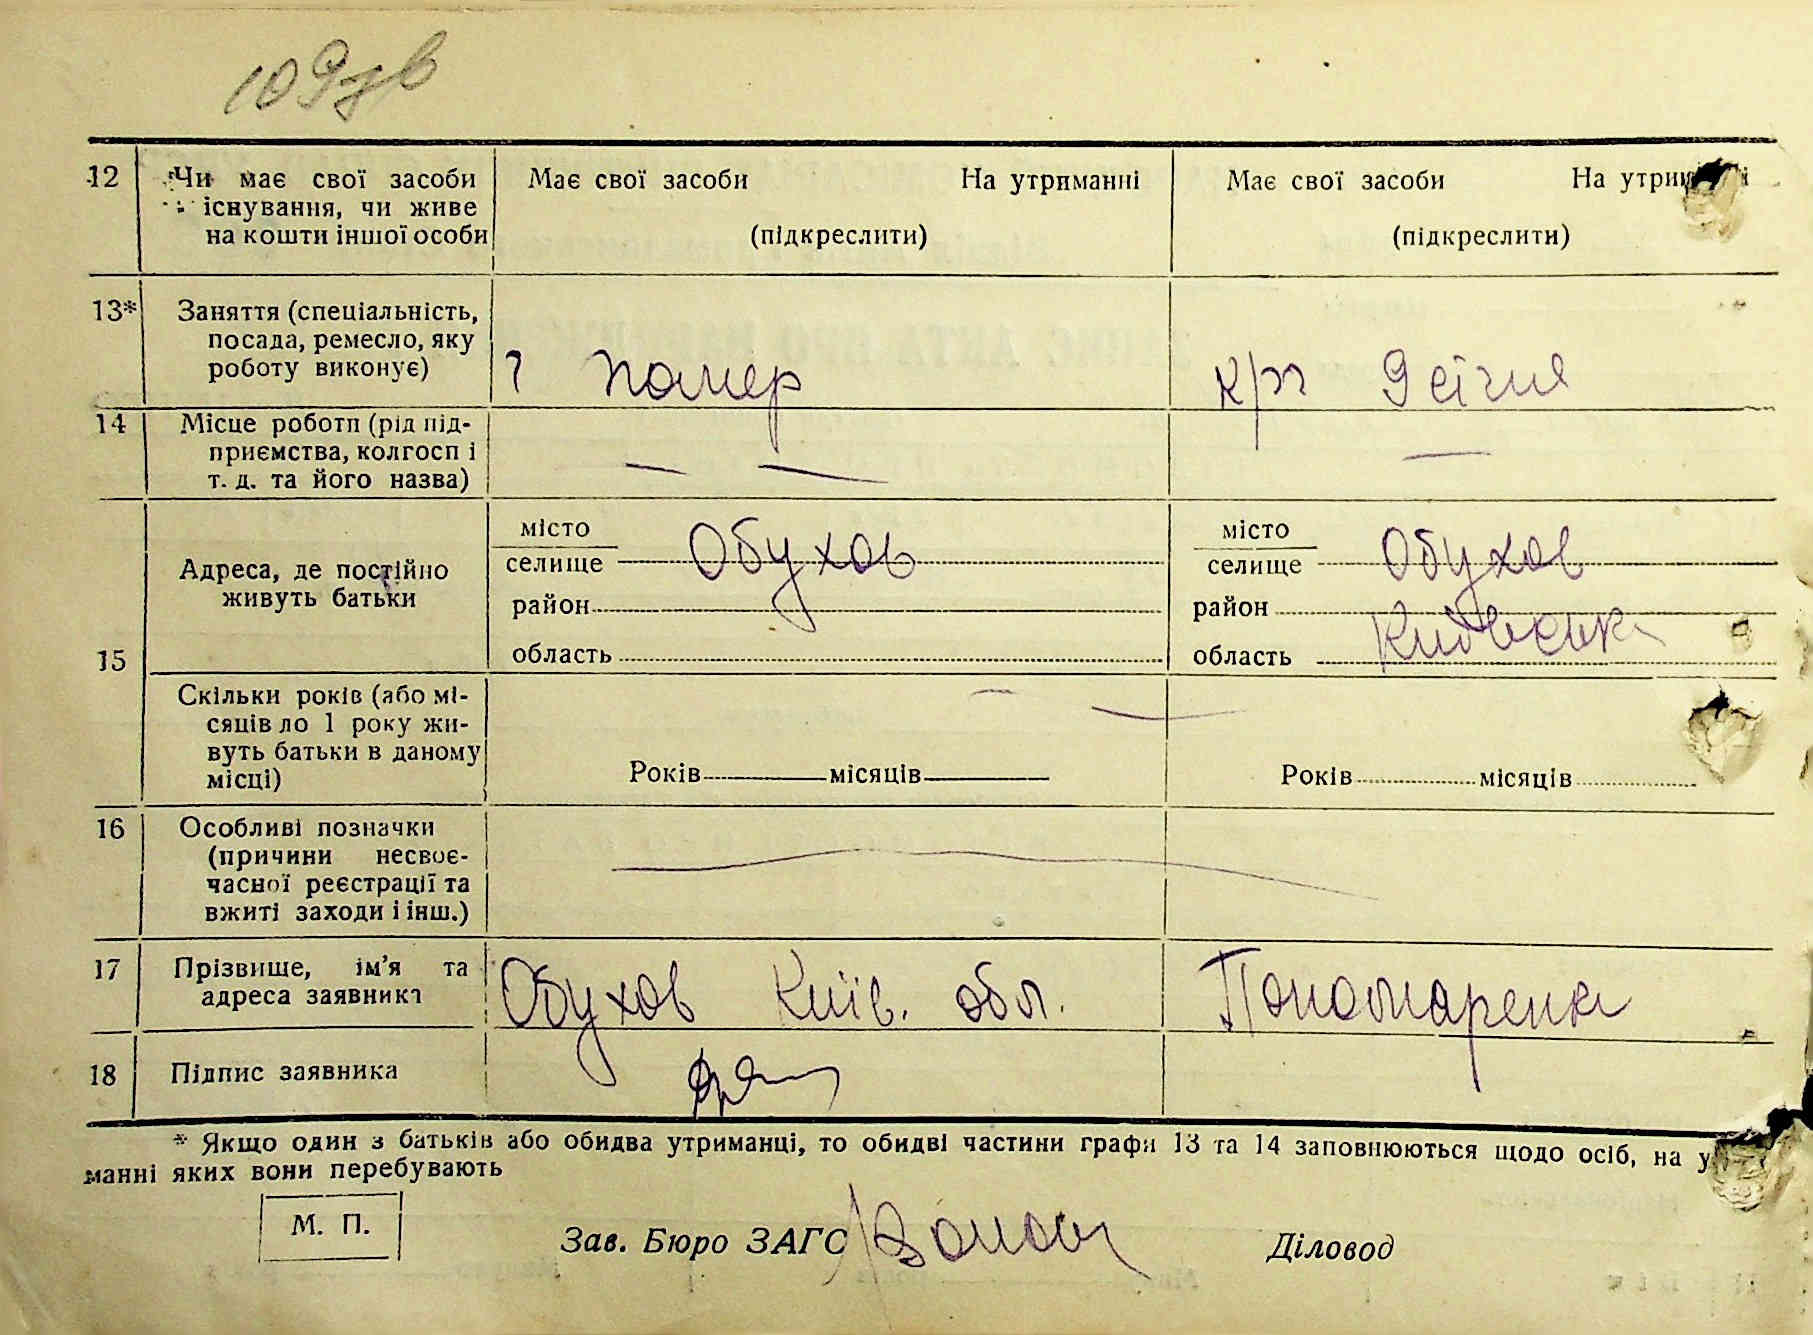 109 зв
12 Чи має свої засоби існування, чи живе на кошти іншої особи
Має свої засоби На утриманні
(підкреслити)
Має свої засоби На утри
(підкреслити)
13* Заняття (спеціальність, посада, ремесло, яку роботу виконує)
помер
к/г 9 січня
14 Місце роботи (рід підприємства, колгосп і т. д. та його назва)
— —
—
15 Адреса, де постійно живуть батьки
місто
селище Обухов
район
область
місто
селище Обухов
район
область Київська
Скільки років (або місяців до 1 року живуть батьки в даному місці)
Років місяців
Років місяців
16 Особливі позначки (причини несвоєчасної реєстрації та вжиті заходи і інш.)
17 Прізвище, ім'я та адреса заявника
Обухов Київ. обл.
Пономаренко
18 Підпис заявника
* Якщо один з батьків або обидва утриманці, то обидві частини графи 13 та 14 заповнюються щодо осіб, на у
манні яких вони перебувають
М. П.
Зав. Бюро ЗАГС
Діловод